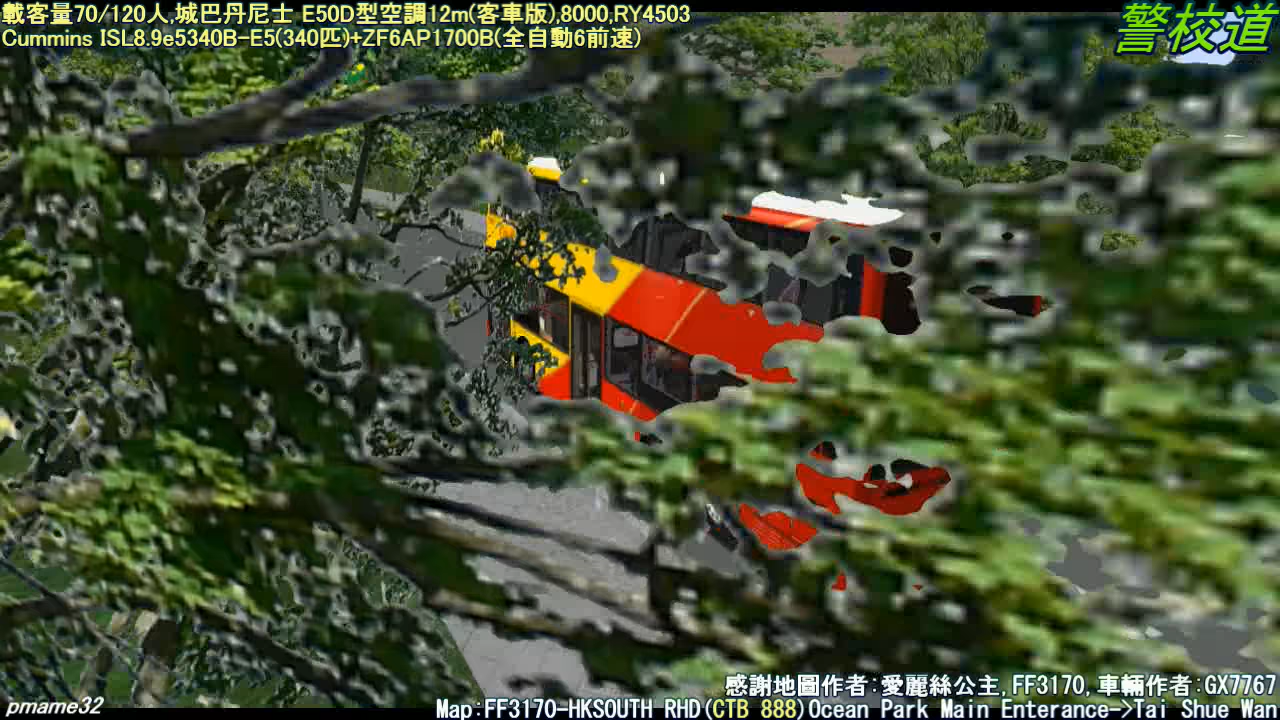 載客量70/120人,城巴丹尼士 E50D型空調12m(客車版),8000,RY4503
Cummins ISL8.9e5340B-E5(340匹)+ZF6AP1700B(全自動6前速)
警校道
感謝地圖作者:愛麗絲公主,FF3170,車輛作者:GX7767
pmame32
Map:FF3170-HKSOUTH RHD(CTB 888)Ocean Park Main Enterance->Tai Shue Wan